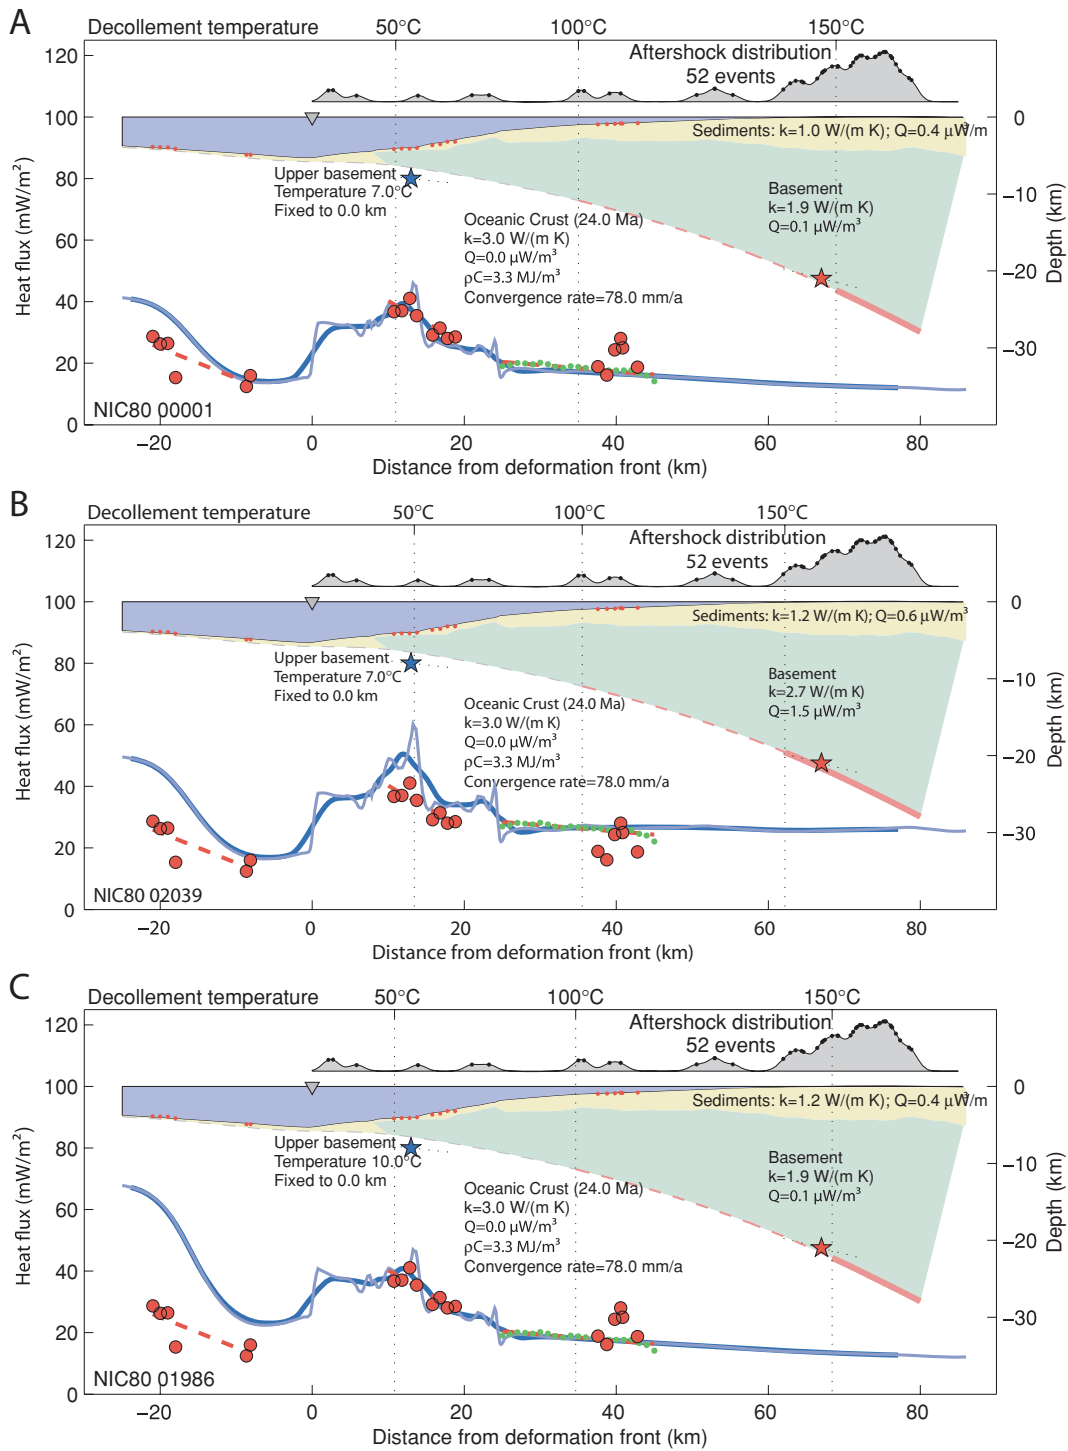 A
Decollement temperature
50°C
100°C
150°C
Aftershock distribution
52 events
120
100
80
60
40
20
0
Heat flux (mW/m²)
0
−10
−20
−30
Depth (km)
Sediments: k=1.0 W/(m K); Q=0.4 µW/m³
Upper basement
Temperature 7.0°C
Fixed to 0.0 km
Oceanic Crust (24.0 Ma)
k=3.0 W/(m K)
Q=0.0 µW/m³
ρC=3.3 MJ/m³
Convergence rate=78.0 mm/a
Basement
k=1.9 W/(m K)
Q=0.1 µW/m³
NIC80 00001
−20
0
20
40
60
80
Distance from deformation front (km)
B
Decollement temperature
50°C
100°C
150°C
Aftershock distribution
52 events
120
100
80
60
40
20
0
Heat flux (mW/m²)
0
−10
−20
−30
Depth (km)
Sediments: k=1.2 W/(m K); Q=0.6 µW/m³
Upper basement
Temperature 7.0°C
Fixed to 0.0 km
Oceanic Crust (24.0 Ma)
k=3.0 W/(m K)
Q=0.0 µW/m³
ρC=3.3 MJ/m³
Convergence rate=78.0 mm/a
Basement
k=2.7 W/(m K)
Q=1.5 µW/m³
NIC80 02039
−20
0
20
40
60
80
Distance from deformation front (km)
C
Decollement temperature
50°C
100°C
150°C
Aftershock distribution
52 events
120
100
80
60
40
20
0
Heat flux (mW/m²)
0
−10
−20
−30
Depth (km)
Sediments: k=1.2 W/(m K); Q=0.4 µW/m³
Upper basement
Temperature 10.0°C
Fixed to 0.0 km
Oceanic Crust (24.0 Ma)
k=3.0 W/(m K)
Q=0.0 µW/m³
ρC=3.3 MJ/m³
Convergence rate=78.0 mm/a
Basement
k=1.9 W/(m K)
Q=0.1 µW/m³
NIC80 01986
−20
0
20
40
60
80
Distance from deformation front (km)